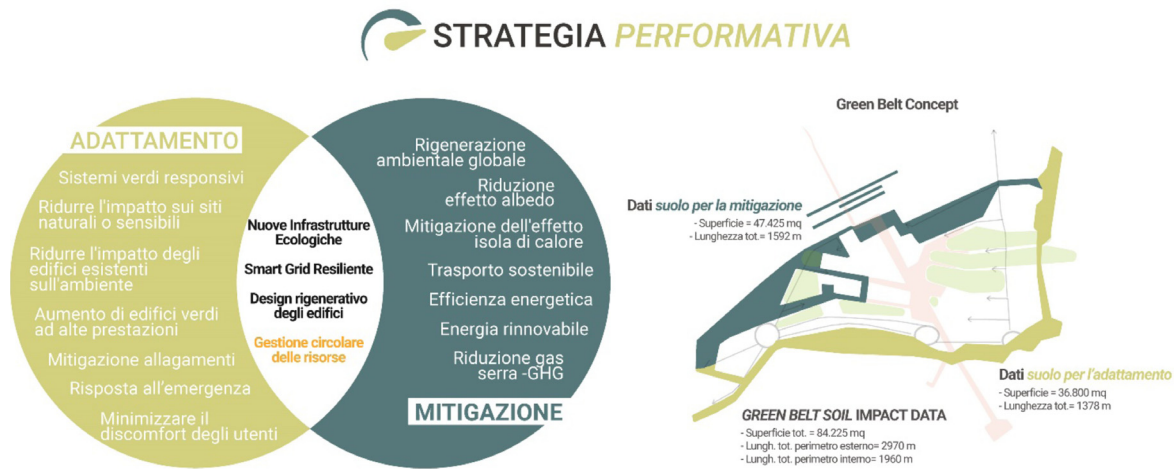 STRATEGIA PERFORMATIVA
ADATTAMENTO
Sistemi verdi responsivi
Ridurre l'impatto sui siti
naturali o sensibili
Ridurre l'impatto degli
edifici esistenti
sull'ambiente
Aumento di edifici verdi
ad alte prestazioni
Mitigazione allagamenti
Risposta all'emergenza
Minimizzare il
discomfort degli utenti
Nuove Infrastrutture
Ecologiche
Smart Grid Resiliente
Design rigenerativo
degli edifici
Gestione circolare
delle risorse
Rigenerazione
ambientale globale
Riduzione
effetto albedo
Mitigazione dell'effetto
isola di calore
Trasporto sostenibile
Efficienza energetica
Energia rinnovabile
Riduzione gas
serra -GHG
MITIGAZIONE
Green Belt Concept
Dati suolo per la mitigazione
- Superficie = 47.425 mq
- Lunghezza tot.= 1592 m
Dati suolo per l'adattamento
- Superficie = 36.800 mq
- Lunghezza tot.= 1378 m
GREEN BELT SOIL IMPACT DATA
- Superficie tot. = 84.225 mq
- Lungh. tot. perimetro esterno= 2970 m
- Lungh. tot. perimetro interno= 1960 m